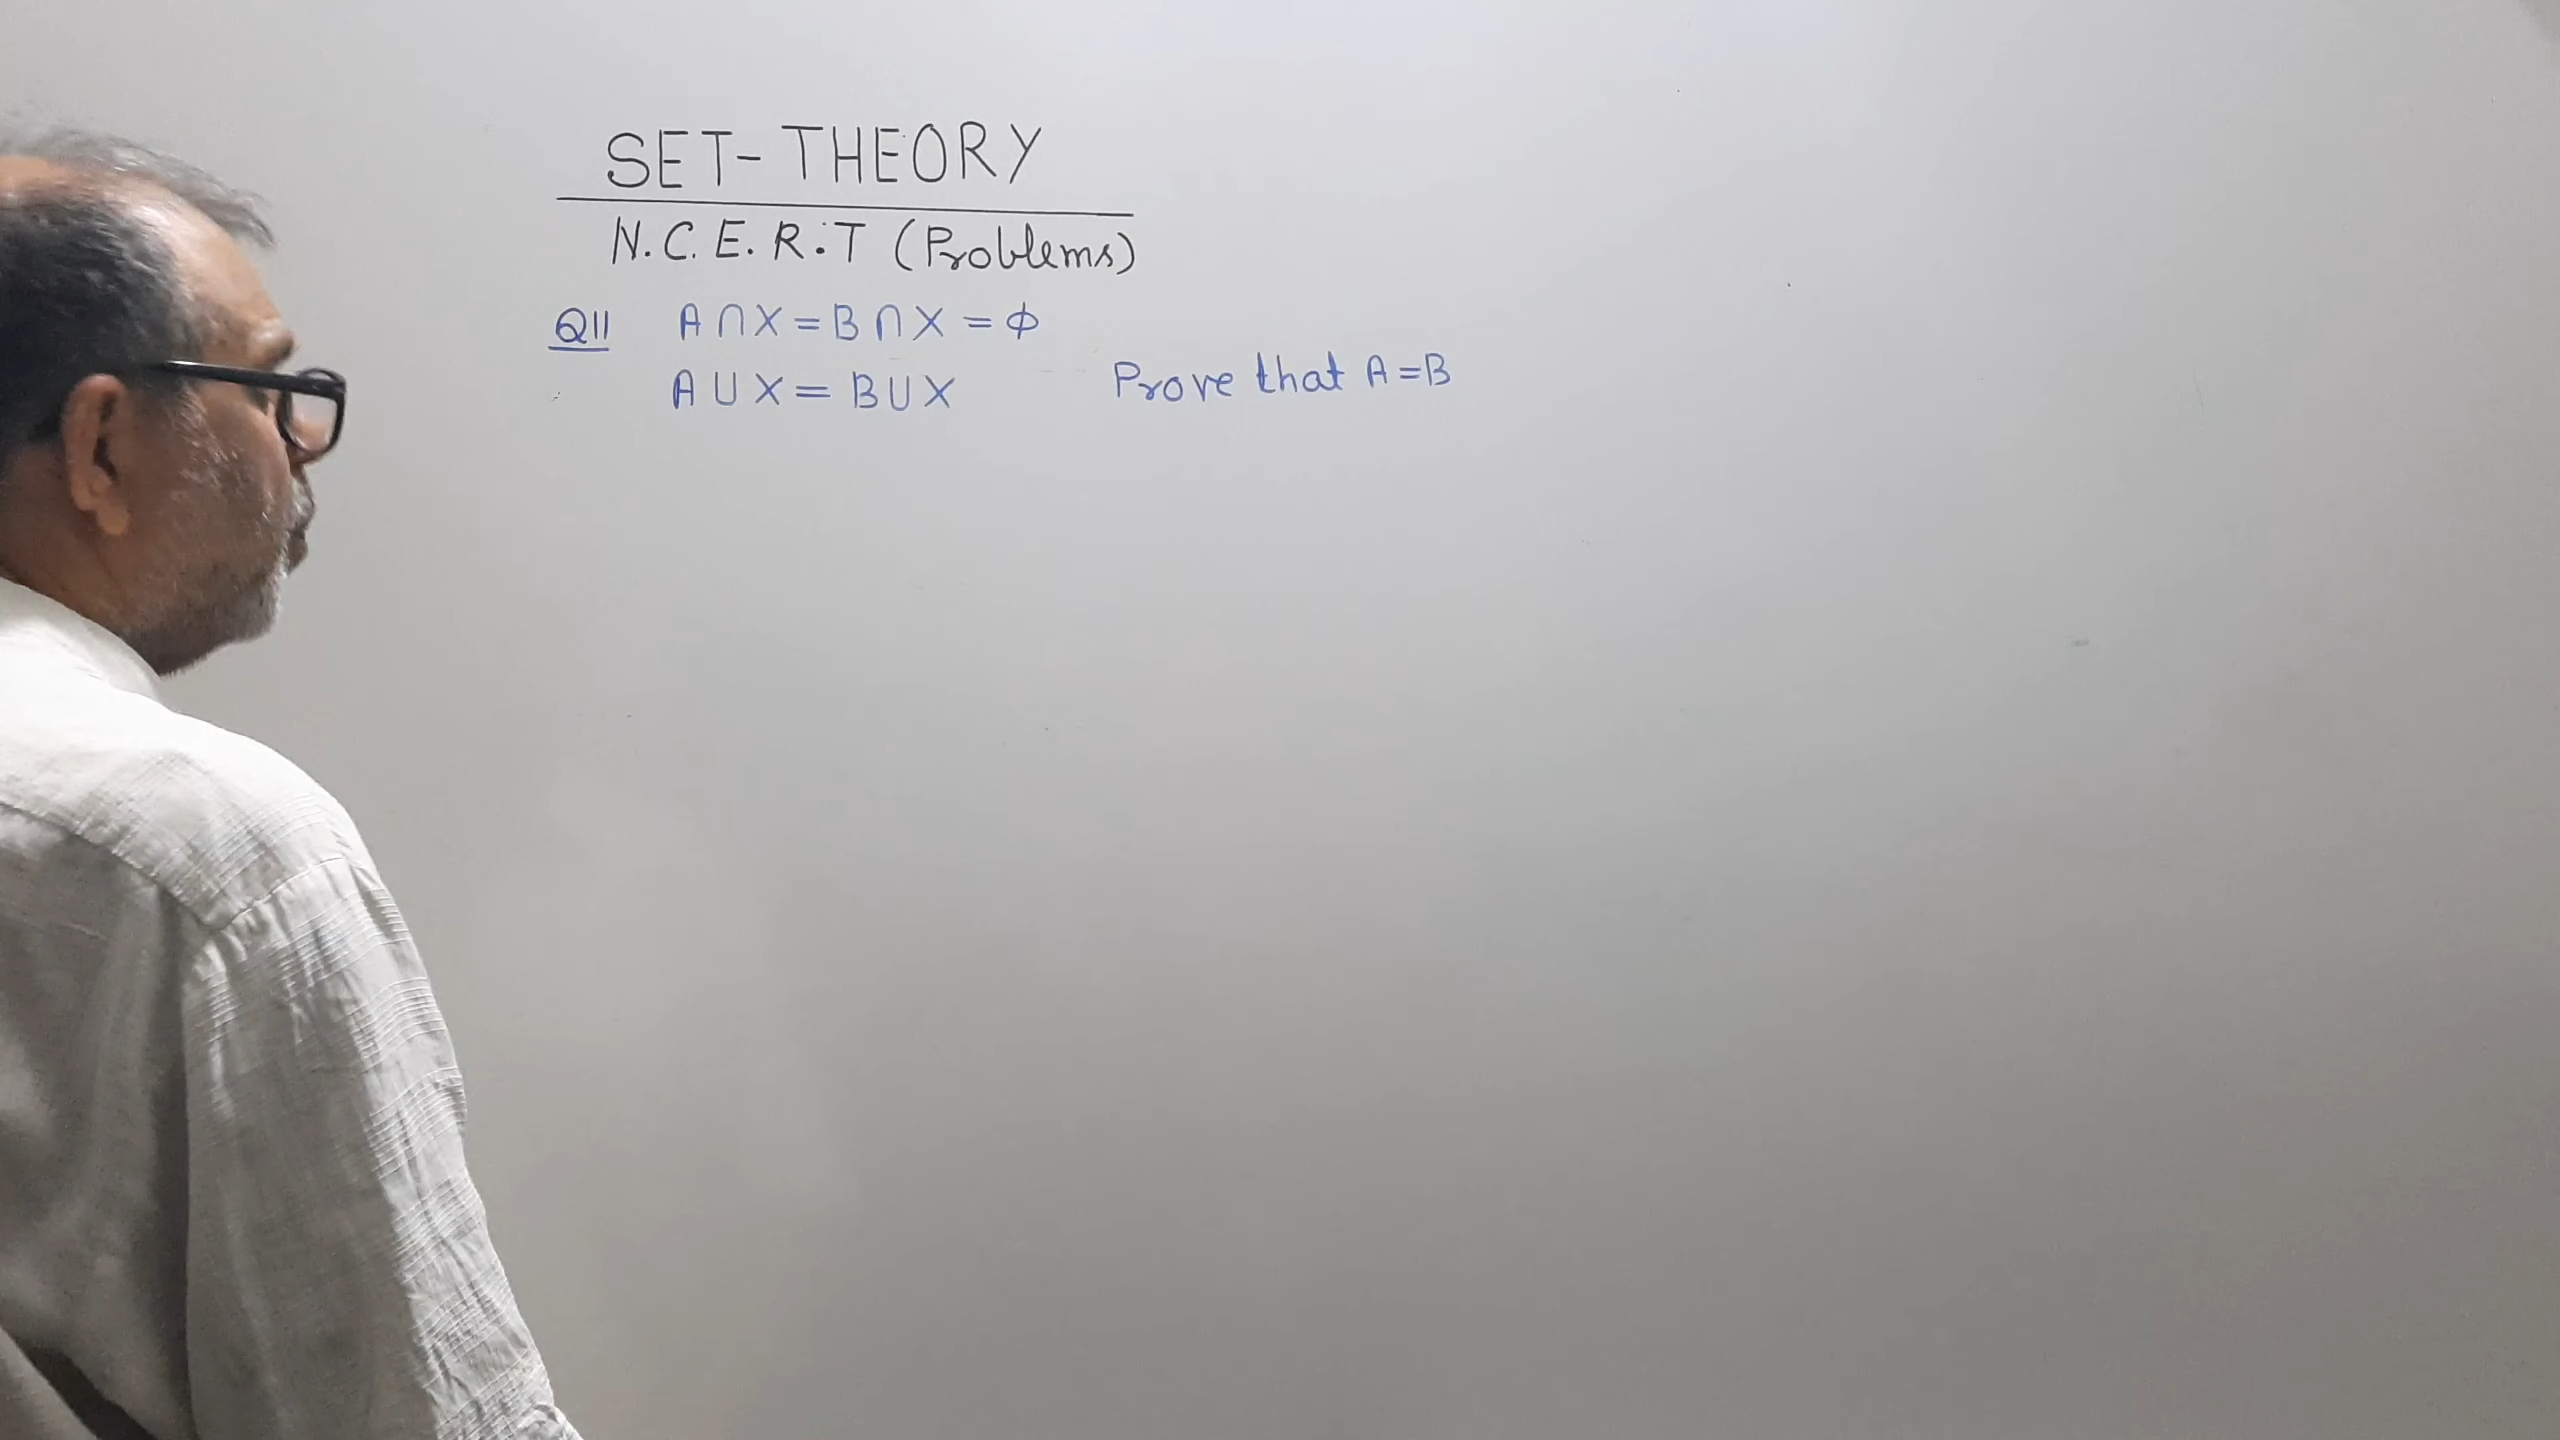 SET-THEORY
N.C.E.R.T (Problems)
Q11 A ∩ X = B ∩ X = ϕ
A ∪ X = B ∪ X Prove that A = B